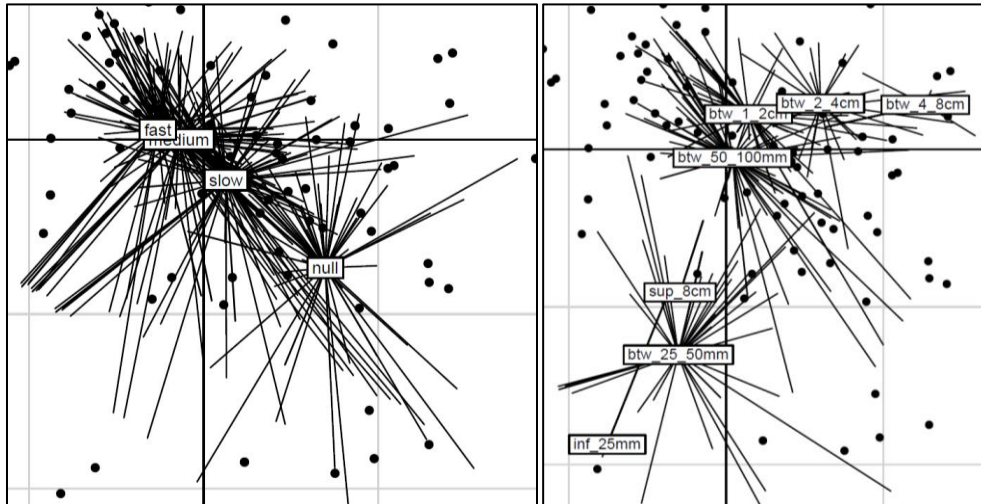 fast
medium
slow
null
btw_2_4cm
btw_4_8cm
btw_1_2cm
btw_50_100mm
sup_8cm
btw_25_50mm
inf_25mm